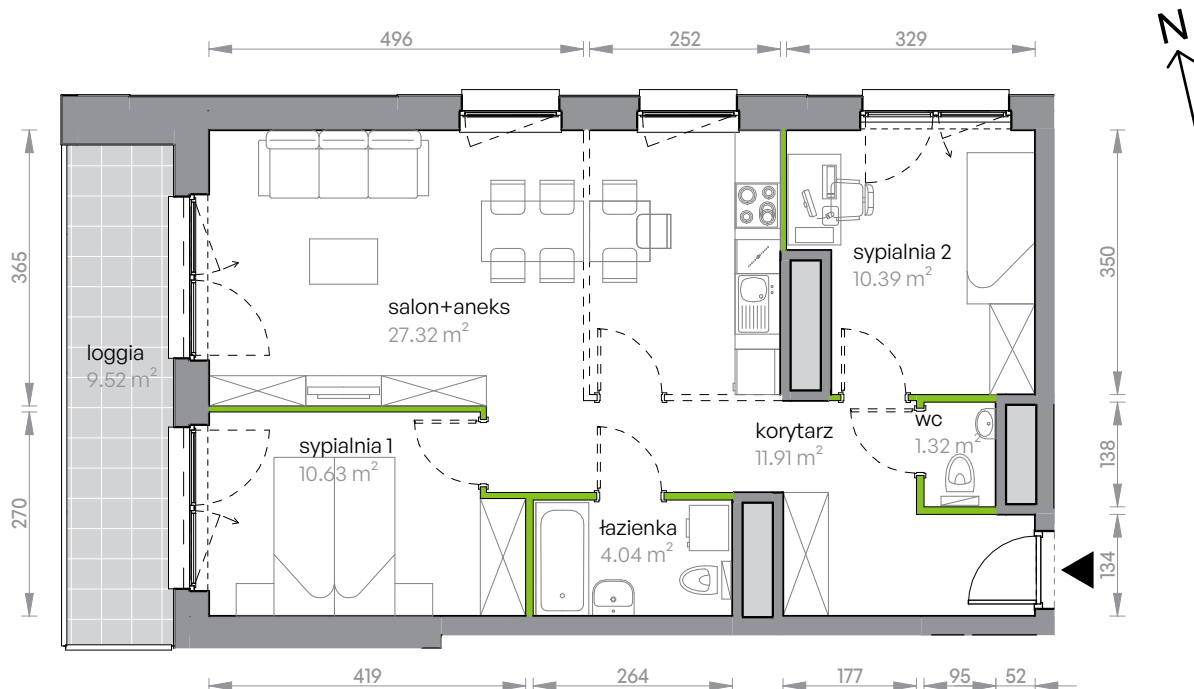 496
252
329
N
365
270
350
138
134
salon+aneks
27.32 m²
loggia
9.52 m²
sypialnia 2
10.39 m²
sypialnia 1
10.63 m²
korytarz
11.91 m²
wc
1.32 m²
łazienka
4.04 m²
419
264
177
95
52